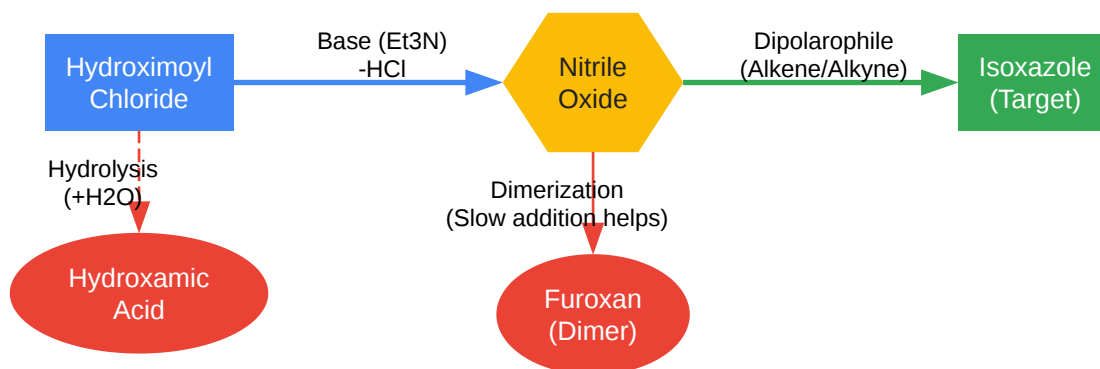 Hydroximoyl
Chloride
Base (Et3N)
-HCl
Nitrile
Oxide
Dipolarophile
(Alkene/Alkyne)
Isoxazole
(Target)
Hydrolysis
(+H2O)
Dimerization
(Slow addition helps)
Hydroxamic
Acid
Furoxan
(Dimer)